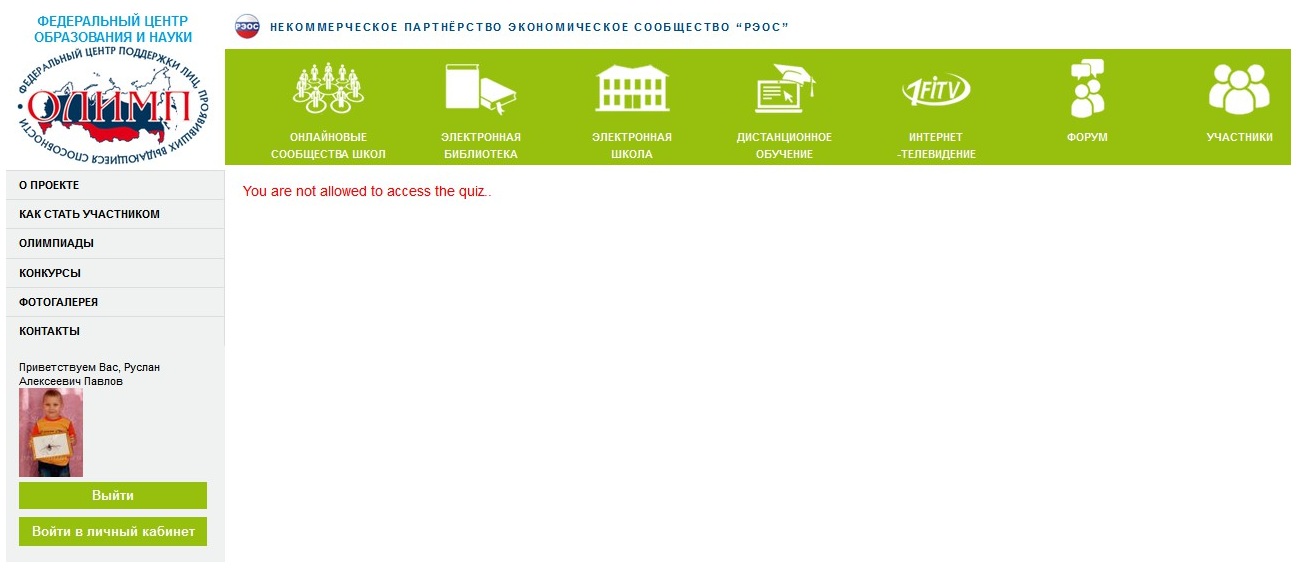 ФЕДЕРАЛЬНЫЙ ЦЕНТР
ОБРАЗОВАНИЯ И НАУКИ
ФЕДЕРАЛЬНЫЙ ЦЕНТР ПОДДЕРЖКИ ЛИЦ, ПРОЯВИВШИХ ВЫДАЮЩИЕСЯ СПОСОБНОСТИ
ОЛИМП
РЭОС
НЕКОММЕРЧЕСКОЕ ПАРТНЁРСТВО ЭКОНОМИЧЕСКОЕ СООБЩЕСТВО “РЭОС”
ОНЛАЙНОВЫЕ
СООБЩЕСТВА ШКОЛ
ЭЛЕКТРОННАЯ
БИБЛИОТЕКА
ЭЛЕКТРОННАЯ
ШКОЛА
ДИСТАНЦИОННОЕ
ОБУЧЕНИЕ
1FiTV
ИНТЕРНЕТ
-ТЕЛЕВИДЕНИЕ
ФОРУМ
УЧАСТНИКИ
О ПРОЕКТЕ
КАК СТАТЬ УЧАСТНИКОМ
ОЛИМПИАДЫ
КОНКУРСЫ
ФОТОГАЛЕРЕЯ
КОНТАКТЫ
You are not allowed to access the quiz..
Приветствуем Вас, Руслан
Алексеевич Павлов
Выйти
Войти в личный кабинет